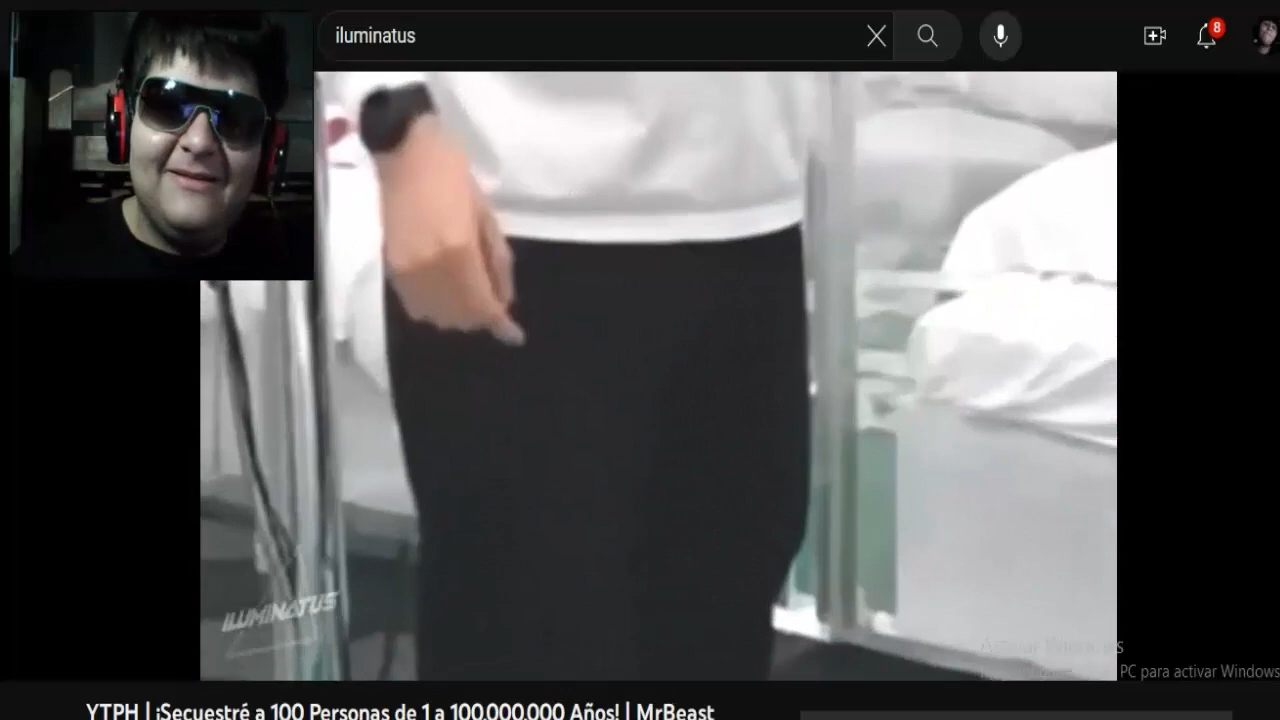 iluminatus
8
ILUMINATUS
PC para activar Windows
YTPH | ¡Secuestré a 100 Personas de 1 a 100.000.000 Años! | MrBeast